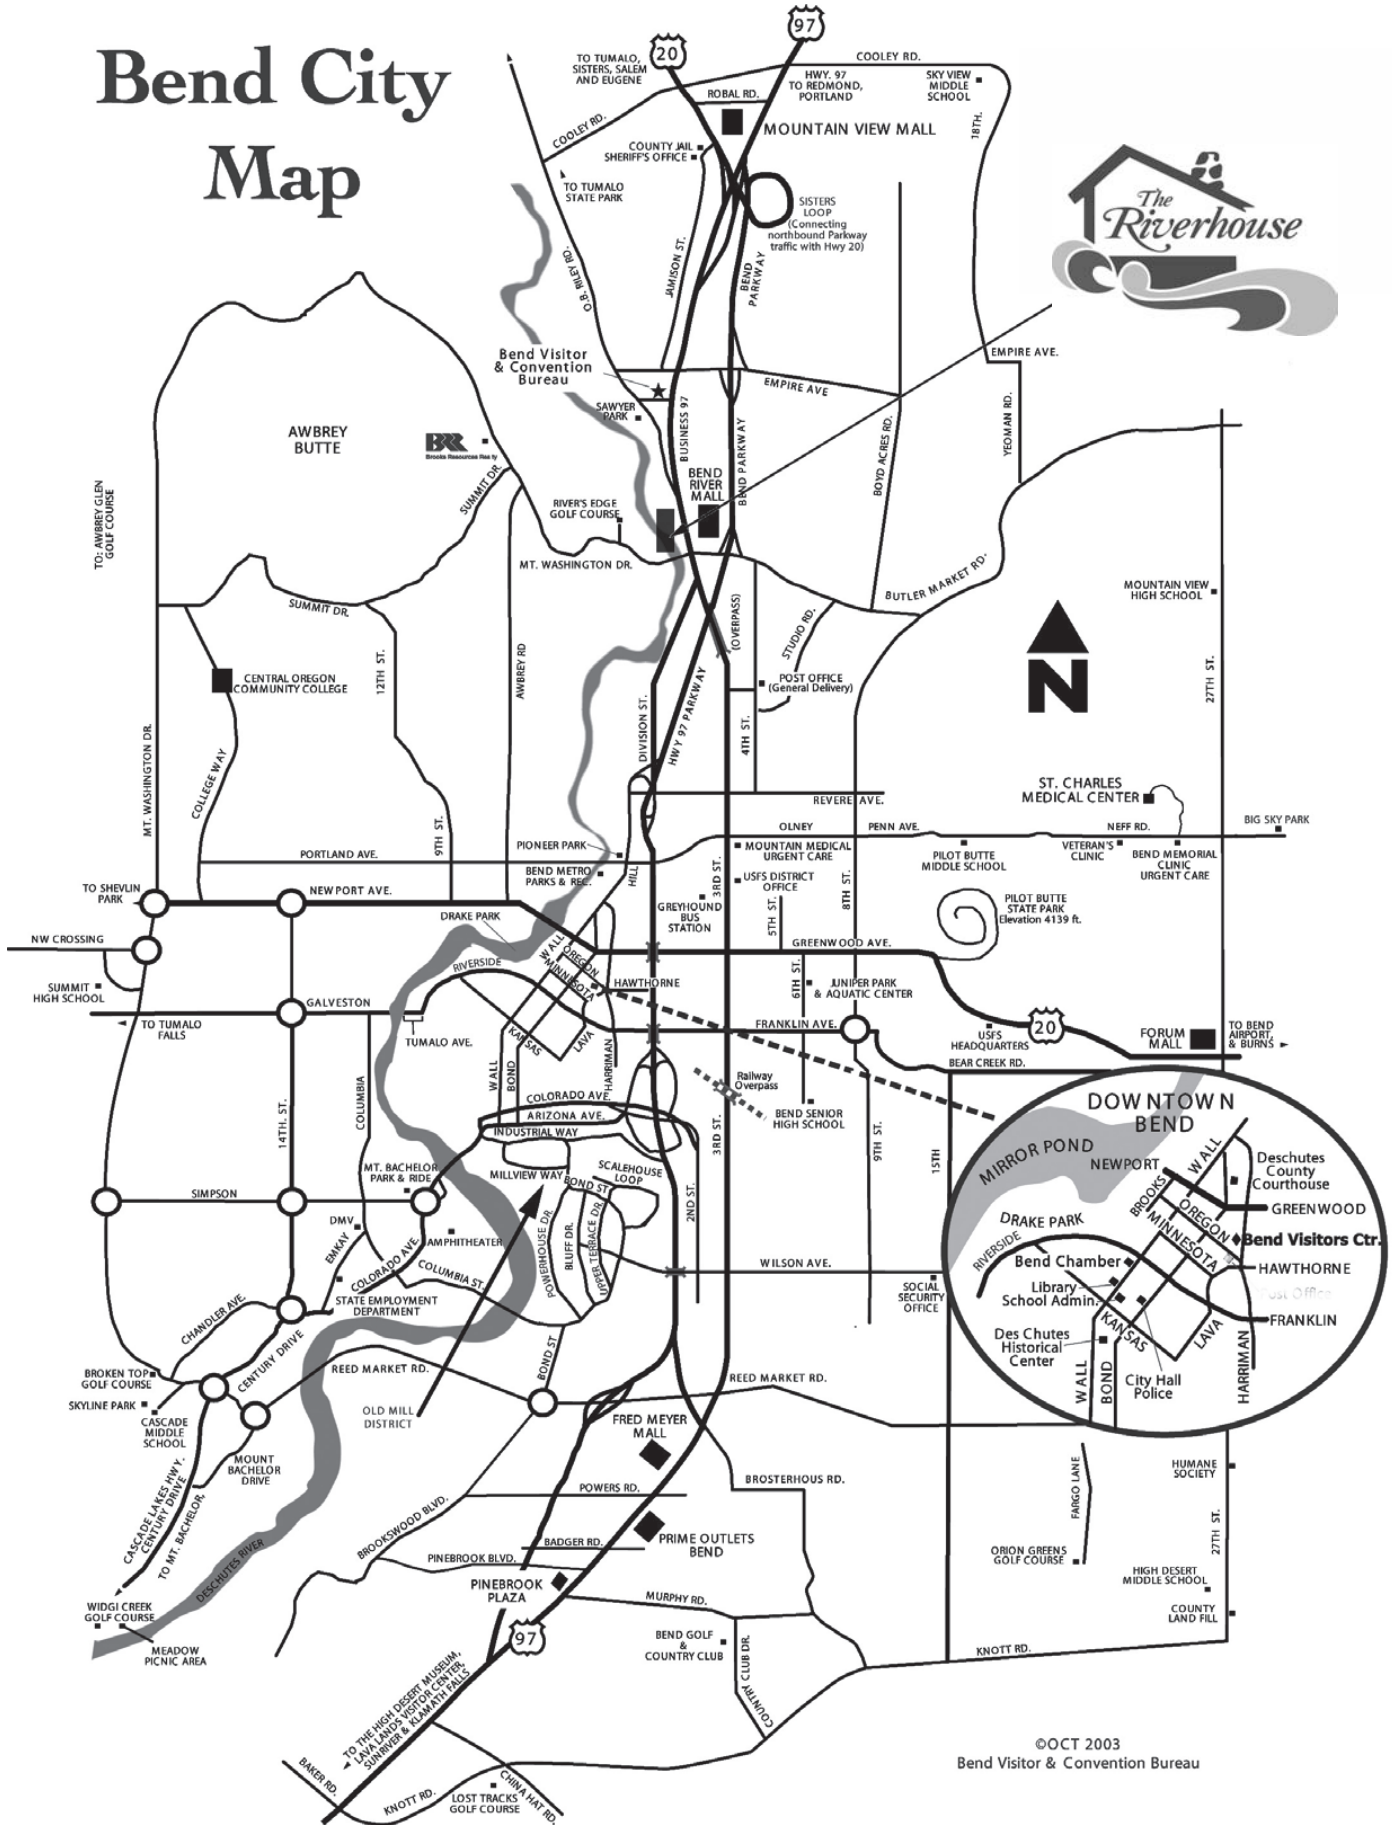 Bend City
Map
20
97
TO TUMALO,
SISTERS, SALEM
AND EUGENE
COOLEY RD.
HWY. 97
TO REDMOND,
PORTLAND
SKY VIEW
MIDDLE
SCHOOL
ROBAL RD.
COOLEY RD.
MOUNTAIN VIEW MALL
18TH.
COUNTY JAIL
SHERIFF'S OFFICE
TO TUMALO
STATE PARK
SISTERS
LOOP
(Connecting
northbound Parkway
traffic with Hwy 20)
The
Riverhouse
O.B. RILEY RD.
JAMISON ST.
BEND
PARKWAY
Bend Visitor
& Convention
Bureau
EMPIRE AVE.
EMPIRE AVE
SAWYER
PARK
BUSINESS 97
BEND PARKWAY
BOYD ACRES RD.
YEOMAN RD.
AWBREY
BUTTE
BRR
Brooks Resources Realty
SUMMIT DR.
BEND
RIVER
MALL
TO: AWBREY GLEN
GOLF COURSE
RIVER'S EDGE
GOLF COURSE
MT. WASHINGTON DR.
BUTLER MARKET RD.
MOUNTAIN VIEW
HIGH SCHOOL
SUMMIT DR.
(OVERPASS)
STUDIO RD.
N
12TH ST.
AWBREY RD
27TH ST.
CENTRAL OREGON
COMMUNITY COLLEGE
POST OFFICE
(General Delivery)
DIVISION ST.
HWY 97 PARKWAY
4TH ST.
MT. WASHINGTON DR.
COLLEGE WAY
ST. CHARLES
MEDICAL CENTER
REVERE AVE.
9TH ST.
OLNEY
PENN AVE.
NEFF RD.
BIG SKY PARK
PORTLAND AVE.
PIONEER PARK
MOUNTAIN MEDICAL
URGENT CARE
PILOT BUTTE
MIDDLE SCHOOL
VETERAN'S
CLINIC
BEND MEMORIAL
CLINIC
URGENT CARE
BEND METRO
PARKS & REC.
HILL
3RD ST.
USFS DISTRICT
OFFICE
8TH ST.
TO SHEVLIN
PARK
NEWPORT AVE.
DRAKE PARK
GREYHOUND
BUS
STATION
5TH ST.
PILOT BUTTE
STATE PARK
Elevation 4139 ft.
NW CROSSING
WALL
OREGON
MINNESOTA
GREENWOOD AVE.
RIVERSIDE
HAWTHORNE
6TH ST.
JUNIPER PARK
& AQUATIC CENTER
SUMMIT
HIGH SCHOOL
GALVESTON
TO TUMALO
FALLS
TUMALO AVE.
KANSAS
LAVA
HARRIMAN
FRANKLIN AVE.
USFS
HEADQUARTERS
20
FORUM
MALL
TO BEND
AIRPORT,
& BURNS
BEAR CREEK RD.
WALL
BOND
Railway
Overpass
COLUMBIA
14TH. ST.
COLORADO AVE.
ARIZONA AVE.
INDUSTRIAL WAY
BEND SENIOR
HIGH SCHOOL
3RD ST.
9TH ST.
15TH
DOWNTOWN
BEND
MIRROR POND
NEWPORT
WALL
Deschutes
County
Courthouse
BROOKS
OREGON
GREENWOOD
MINNESOTA
Bend Visitors Ctr.
DRAKE PARK
RIVERSIDE
Bend Chamber
HAWTHORNE
Library
School Admin.
Post Office
FRANKLIN
KANSAS
LAVA
HARRIMAN
Des Chutes
Historical
Center
WALL
BOND
City Hall
Police
MT. BACHELOR
PARK & RIDE
MILLVIEW WAY
SCALEHOUSE
LOOP
BOND ST
SIMPSON
2ND ST.
DMV
EMKAY
AMPHITHEATER
COLORADO AVE.
COLUMBIA ST.
POWERHOUSE DR.
BLUFF DR.
UPPER TERRACE DR.
WILSON AVE.
SOCIAL
SECURITY
OFFICE
STATE EMPLOYMENT
DEPARTMENT
CHANDLER AVE.
CENTURY DRIVE
BOND ST
REED MARKET RD.
REED MARKET RD.
BROKEN TOP
GOLF COURSE
SKYLINE PARK
CASCADE
MIDDLE
SCHOOL
OLD MILL
DISTRICT
FRED MEYER
MALL
MOUNT
BACHELOR
DRIVE
BROSTERHOUS RD.
HUMANE
SOCIETY
FARGO LANE
27TH ST.
CASCADE LAKES HWY.
CENTURY DRIVE
TO MT. BACHELOR,
POWERS RD.
BROOKSWOOD BLVD.
BADGER RD.
PRIME OUTLETS
BEND
ORION GREENS
GOLF COURSE
PINEBROOK BLVD.
DESCHUTES RIVER
PINEBROOK
PLAZA
MURPHY RD.
HIGH DESERT
MIDDLE SCHOOL
COUNTY
LAND FILL
WIDGI CREEK
GOLF COURSE
MEADOW
PICNIC AREA
97
BEND GOLF
&
COUNTRY CLUB
COUNTRY CLUB DR.
KNOTT RD.
TO THE HIGH DESERT MUSEUM,
LAVA LANDS VISITOR CENTER,
SUNRIVER & KLAMATH FALLS
BAKER RD.
KNOTT RD.
LOST TRACKS
GOLF COURSE
CHINA HAT RD.
©OCT 2003
Bend Visitor & Convention Bureau